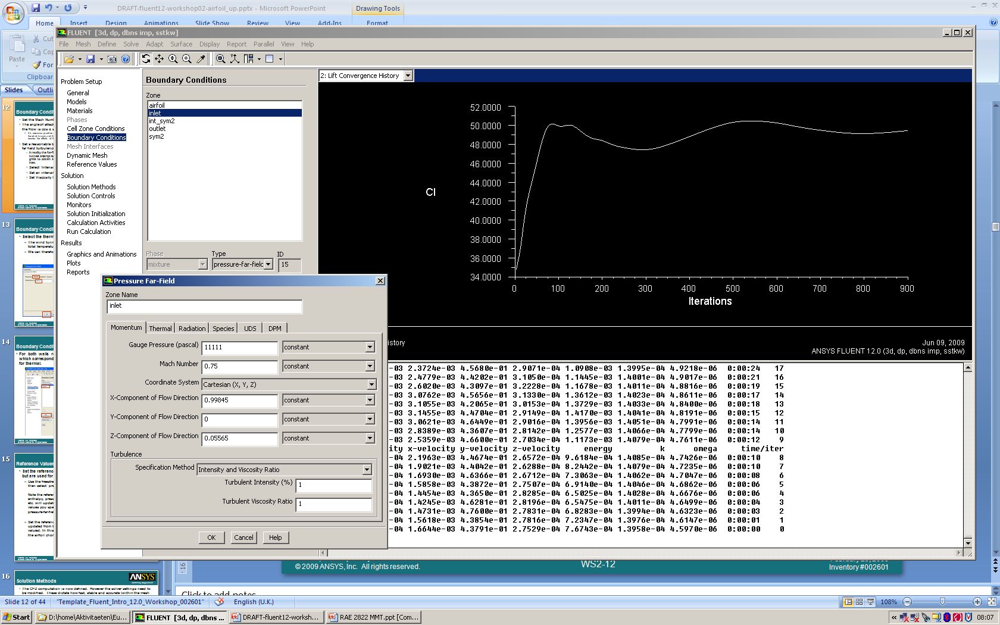 DRAFT-fluent12-workshop02-airfoil_up.pptx - Microsoft PowerPoint
Drawing Tools
Home Insert Design Animations Slide Show Review View Add-Ins Format
Paste
Cut
Clipboar
Slides
FLUENT [3d, dp, dbns imp, sstkw]
File Mesh Define Solve Adapt Surface Display Report Parallel View Help
Problem Setup
General
Models
Materials
Phases
Cell Zone Conditions
Boundary Conditions
Mesh Interfaces
Dynamic Mesh
Reference Values
Solution
Solution Methods
Solution Controls
Monitors
Solution Initialization
Calculation Activities
Run Calculation
Results
Graphics and Animations
Plots
Reports
Boundary Conditions
Zone
airfoil
inlet
int_sym2
outlet
sym2
Phase
mixture
Type
pressure-far-field
ID
15
2: Lift Convergence History
52.0000
50.0000
48.0000
46.0000
44.0000
42.0000
40.0000
38.0000
36.0000
34.0000
Cl
0 100 200 300 400 500 600 700 800 900
Iterations
istory
Jun 09, 2009
ANSYS FLUENT 12.0 (3d, dp, dbns imp, sstkw)
Pressure Far-Field
Zone Name
inlet
Momentum Thermal Radiation Species UDS DPM
Gauge Pressure (pascal) 11111 constant
Mach Number 0.75 constant
Coordinate System Cartesian (X, Y, Z)
X-Component of Flow Direction 0.99845 constant
Y-Component of Flow Direction 0 constant
Z-Component of Flow Direction 0.05565 constant
Turbulence
Specification Method Intensity and Viscosity Ratio
Turbulent Intensity (%) 1
Turbulent Viscosity Ratio 1
OK Cancel Help
-03 2.3724e-03 4.5680e-01 2.9071e-04 1.0908e-03 1.3995e-04 4.9218e-06 0:00:24 17
-03 2.4779e-03 4.4202e-01 3.1050e-04 1.1445e-03 1.4001e-04 4.9017e-06 0:00:21 16
-03 2.6020e-03 4.3097e-01 3.2228e-04 1.1678e-03 1.4011e-04 4.8816e-06 0:00:19 15
-03 3.0762e-03 4.5656e-01 3.1330e-04 1.3612e-03 1.4023e-04 4.8611e-06 0:00:17 14
-03 3.1055e-03 4.2065e-01 3.0153e-04 1.3729e-03 1.4033e-04 4.8400e-06 0:00:18 13
-03 3.1455e-03 4.4704e-01 2.9149e-04 1.4170e-03 1.4041e-04 4.8191e-06 0:00:15 12
-03 3.0621e-03 4.6449e-01 2.9016e-04 1.3956e-03 1.4051e-04 4.7991e-06 0:00:14 11
-03 2.8389e-03 4.3607e-01 2.8142e-04 1.2577e-03 1.4066e-04 4.7799e-06 0:00:14 10
-03 2.5359e-03 4.6600e-01 2.7034e-04 1.1173e-03 1.4079e-04 4.7611e-06 0:00:12 9
ity x-velocity y-velocity z-velocity energy k omega time/iter
-04 2.1963e-03 4.4674e-01 2.6572e-04 9.6184e-04 1.4085e-04 4.7426e-06 0:00:10 8
-04 1.9021e-03 4.4042e-01 2.6288e-04 8.2442e-04 1.4079e-04 4.7235e-06 0:00:10 7
-04 1.6930e-03 4.6366e-01 2.6712e-04 7.3063e-04 1.4062e-04 4.7047e-06 0:00:08 6
-04 1.5858e-03 4.3872e-01 2.7507e-04 6.9140e-04 1.4046e-04 4.6862e-06 0:00:06 5
-04 1.4454e-03 4.3650e-01 2.8285e-04 6.5025e-04 1.4028e-04 4.6676e-06 0:00:06 4
-04 1.4245e-03 4.6281e-01 2.8196e-04 6.5475e-04 1.4011e-04 4.6499e-06 0:00:04 3
-04 1.4731e-03 4.7600e-01 2.7831e-04 6.8283e-04 1.3994e-04 4.6323e-06 0:00:03 2
-04 1.5618e-03 4.3854e-01 2.7816e-04 7.2347e-04 1.3976e-04 4.6147e-06 0:00:01 1
-04 1.6644e-03 4.3791e-01 2.7529e-04 7.6743e-04 1.3958e-04 4.5970e-06 0:00:00 0
12
13
14
15
Reference Values
16
Solution Methods
ANSYS
The CFD computation is now defined. However the solver settings need to
be modified. These dictate how fast, stable and accurate (within the mesh
© 2009 ANSYS, Inc. All rights reserved.
WS2-12
Inventory #002601
Click to add notes
Slide 12 of 44 "Template_Fluent_Intro_12.0_Workshop_002601" English (U.K.) 108%
Start D:\home\Aktivitaeten\Eu... FLUENT [3d, dp, dbns ... DRAFT-fluent12-worksh... RAE 2822 MMT.ppt [Com... 08:07